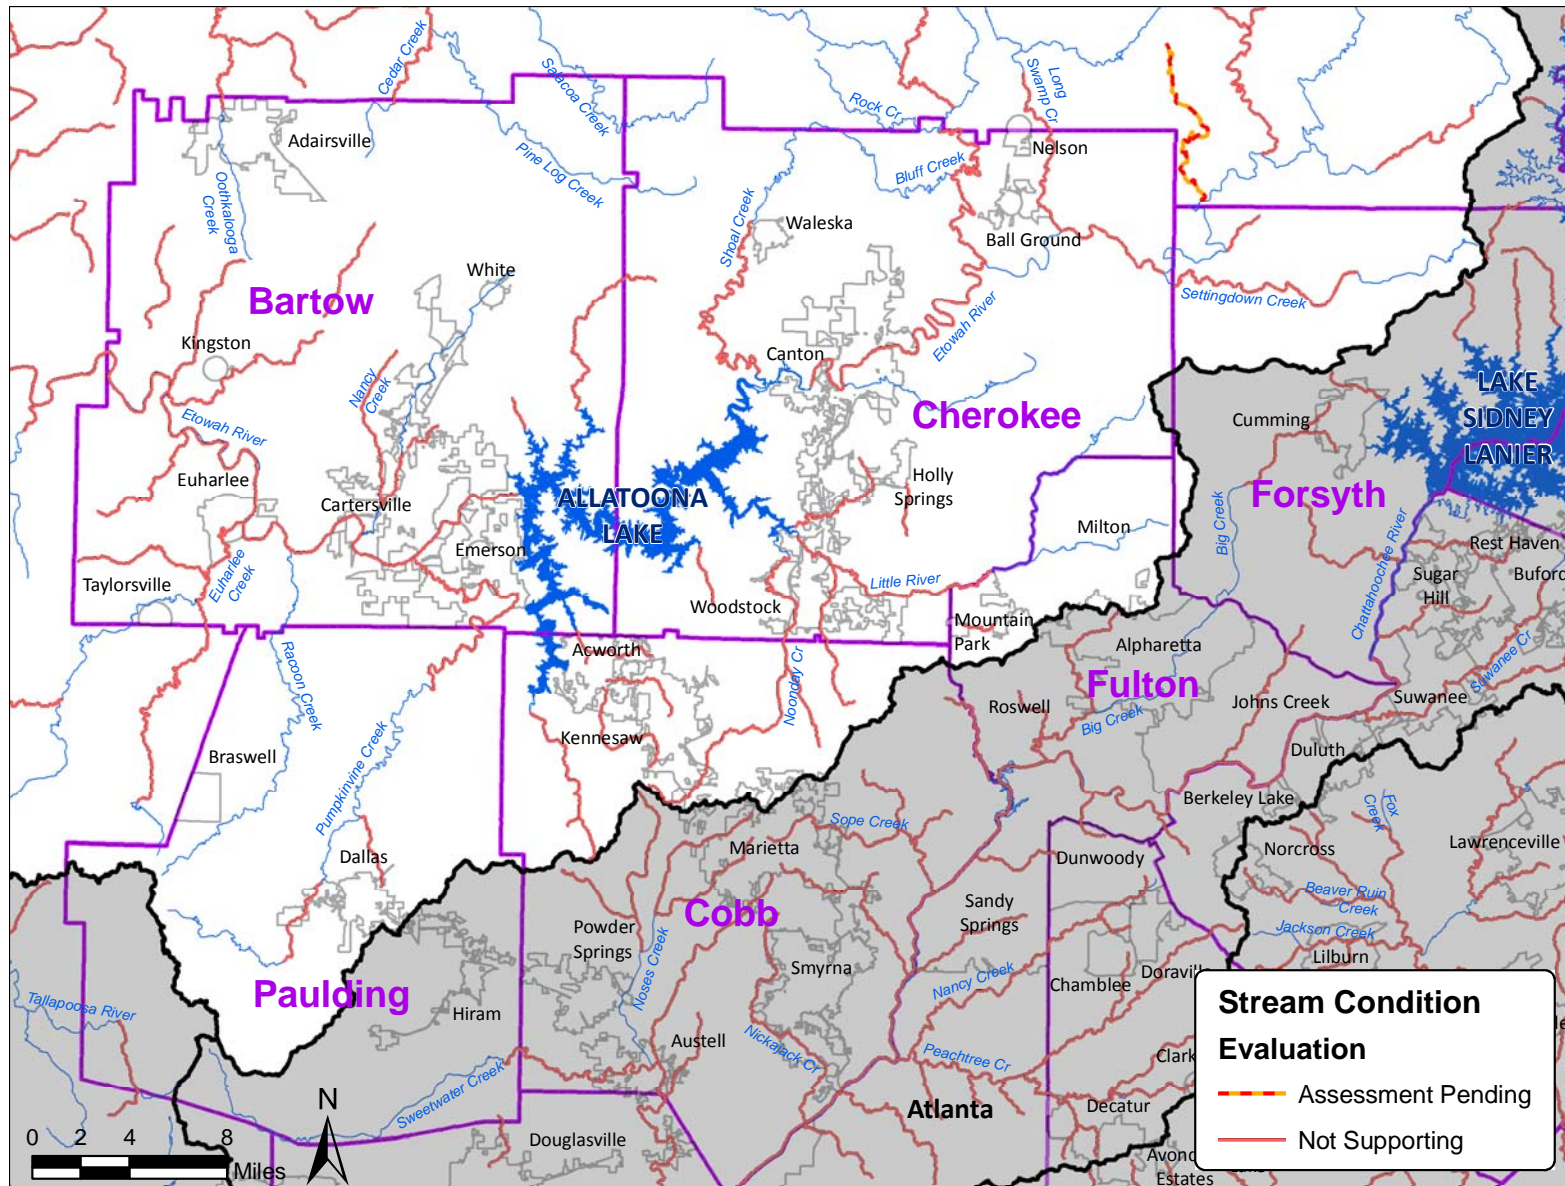 Cedar Creek
Salacoa Creek
Long
Swamp Cr
Rock Cr
Adairsville
Pine Log Creek
Bluff Creek
Nelson
Oothkalooga
Creek
Shoal Creek
Waleska
Ball Ground
White
Bartow
Settingdown Creek
Kingston
Etowah River
Canton
Nancy
Creek
LAKE
SIDNEY
LANIER
Cherokee
Cumming
Etowah River
Euharlee
Holly
Springs
Cartersville
ALLATOONA
LAKE
Forsyth
Big Creek
Milton
Emerson
Rest Haven
Taylorsville
Euharlee
Creek
Little River
Woodstock
Chattahoochee River
Sugar
Hill
Buford
Mountain
Park
Acworth
Alpharetta
Racoon Creek
Noonday Cr
Suwanee Cr
Fulton
Roswell
Johns Creek
Suwanee
Big Creek
Kennesaw
Braswell
Pumpkinvine Creek
Duluth
Berkeley Lake
Fox
Creek
Sope Creek
Dallas
Marietta
Dunwoody
Norcross
Lawrenceville
Cobb
Sandy
Springs
Beaver Ruin
Creek
Powder
Springs
Noses Creek
Jackson Creek
Smyrna
Lilburn
Nancy Creek
Chamblee
Doraville
Paulding
Tallapoosa River
Hiram
Austell
Nickajack Cr
Peachtree Cr
Clark
Sweetwater Creek
Atlanta
Decatur
Douglasville
Avond
Estates
N
0 2 4 8
Miles
Stream Condition
Evaluation
Assessment Pending
Not Supporting